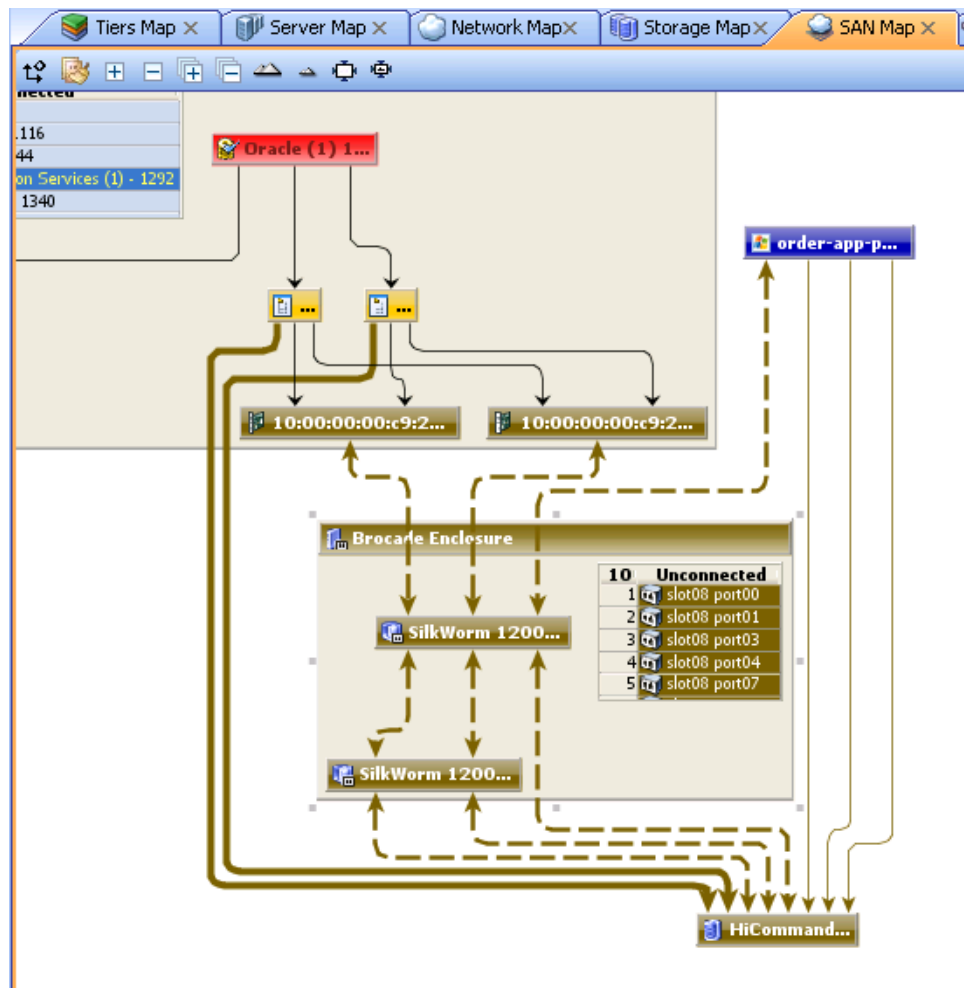 Tiers Map
Server Map
Network Map
Storage Map
SAN Map
.116
44
on Services (1) - 1292
1340
Oracle (1) 1...
order-app-p...
...
...
10:00:00:00:c9:2...
10:00:00:00:c9:2...
Brocade Enclosure
10 Unconnected
1 slot08 port00
2 slot08 port01
3 slot08 port03
4 slot08 port04
5 slot08 port07
SilkWorm 1200...
SilkWorm 1200...
HiCommand...